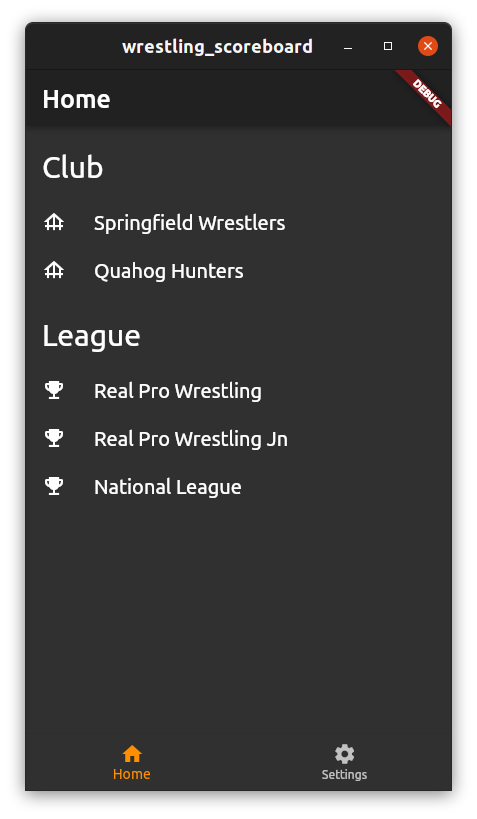 wrestling_scoreboard
Home
DEBUG
Club
Springfield Wrestlers
Quahog Hunters
League
Real Pro Wrestling
Real Pro Wrestling Jn
National League
Home
Settings